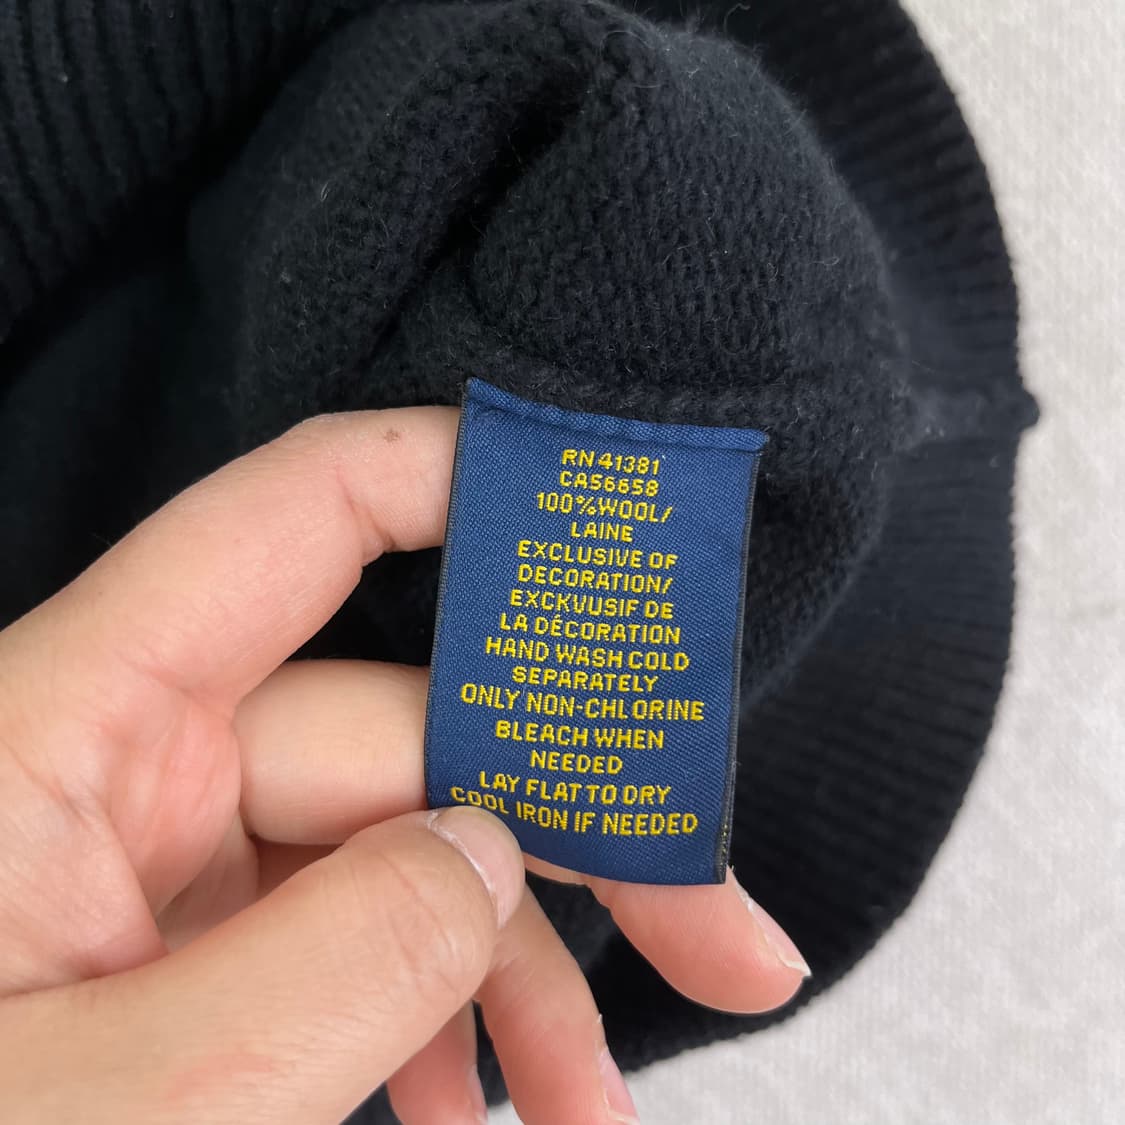 RN 41381
CA56658
100%WOOL/
LAINE
EXCLUSIVE OF
DECORATION/
EXCKVUSIF DE
LA DÉCORATION
HAND WASH COLD
SEPARATELY
ONLY NON-CHLORINE
BLEACH WHEN
NEEDED
LAY FLAT TO DRY
COOL IRON IF NEEDED